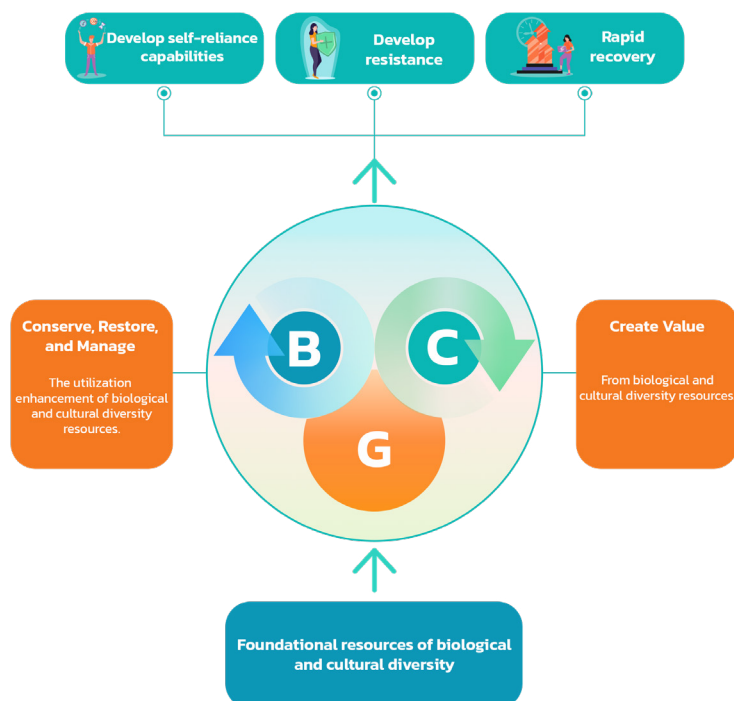 Develop self-reliance
capabilities
Develop
resistance
Rapid
recovery
Conserve, Restore,
and Manage
The utilization
enhancement of biological
and cultural diversity
resources.
B
C
G
Create Value
From biological and
cultural diversity resources
Foundational resources of biological
and cultural diversity